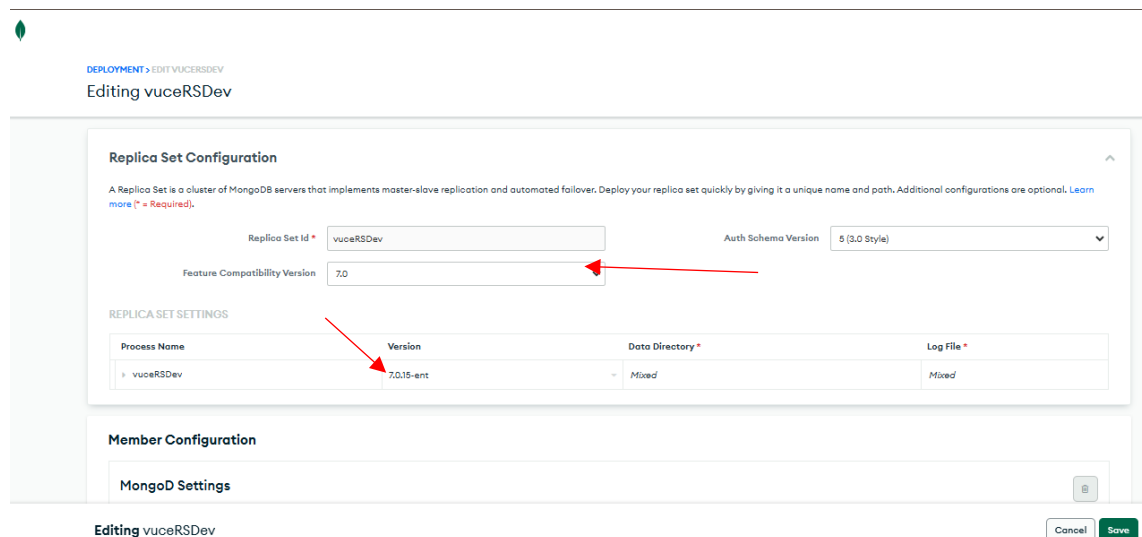 DEPLOYMENT > EDIT VUCERSDEV
Editing vuceRSDev
Replica Set Configuration
A Replica Set is a cluster of MongoDB servers that implements master-slave replication and automated failover. Deploy your replica set quickly by giving it a unique name and path. Additional configurations are optional. Learn
more (* = Required).
Replica Set Id * vuceRSDev Auth Schema Version 5 (3.0 Style)
Feature Compatibility Version 7.0
REPLICA SET SETTINGS
Process Name Version Data Directory * Log File *
vuceRSDev 7.0.15-ent Mixed Mixed
Member Configuration
MongoD Settings
Editing vuceRSDev Cancel Save